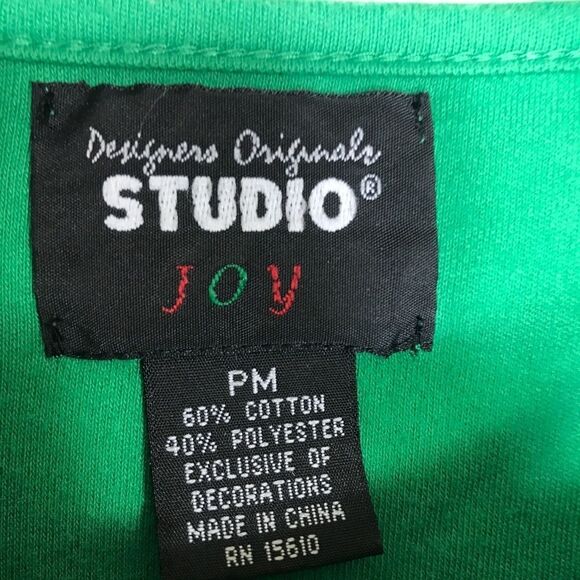 Designers Originals
STUDIO®
JOY
PM
60% COTTON
40% POLYESTER
EXCLUSIVE OF
DECORATIONS
MADE IN CHINA
RN 15610